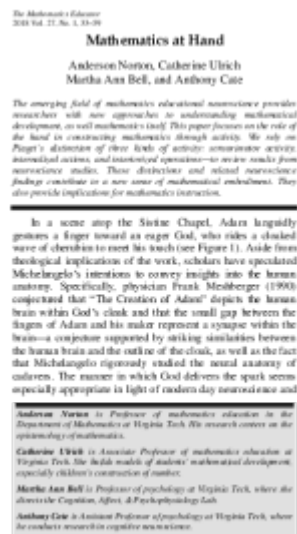 The Mathematics Educator
2018 Vol. 27, No. 1, 33–59
Mathematics at Hand
Anderson Norton, Catherine Ulrich
Martha Ann Bell, and Anthony Cate
The emerging field of mathematics educational neuroscience provides
researchers with new approaches to understanding mathematical
development, as well mathematics itself. This paper focuses on the role of
the hand in constructing mathematics through activity. We rely on
Piaget's distinction of three kinds of activity: sensorimotor activity,
internalized actions, and interiorized operations—to review results from
neuroscience studies. These distinctions and related neuroscience
findings contribute to a new sense of mathematical embodiment. They
also provide implications for mathematics instruction.
In a scene atop the Sistine Chapel, Adam languidly
gestures a finger toward an eager God, who rides a cloaked
wave of cherubim to meet his touch (see Figure 1). Aside from
theological implications of the work, scholars have speculated
Michelangelo's intentions to convey insights into the human
anatomy. Specifically, physician Frank Meshberger (1990)
conjectured that "The Creation of Adam" depicts the human
brain within God's cloak and that the small gap between the
fingers of Adam and his maker represent a synapse within the
brain—a conjecture supported by striking similarities between
the human brain and the outline of the cloak, as well as the fact
that Michelangelo rigorously studied the neural anatomy of
cadavers. The manner in which God delivers the spark seems
especially appropriate in light of modern day neuroscience and
Anderson Norton is Professor of mathematics education in the
Department of Mathematics at Virginia Tech. His research centers on the
epistemology of mathematics.
Catherine Ulrich is Associate Professor of mathematics education at
Virginia Tech. She builds models of students' mathematical development,
especially children's construction of number.
Martha Ann Bell is Professor of psychology at Virginia Tech, where she
directs the Cognition, Affect, & Psychophysiology Lab.
Anthony Cate is Assistant Professor of psychology at Virginia Tech, where
he conducts research in cognitive neuroscience.